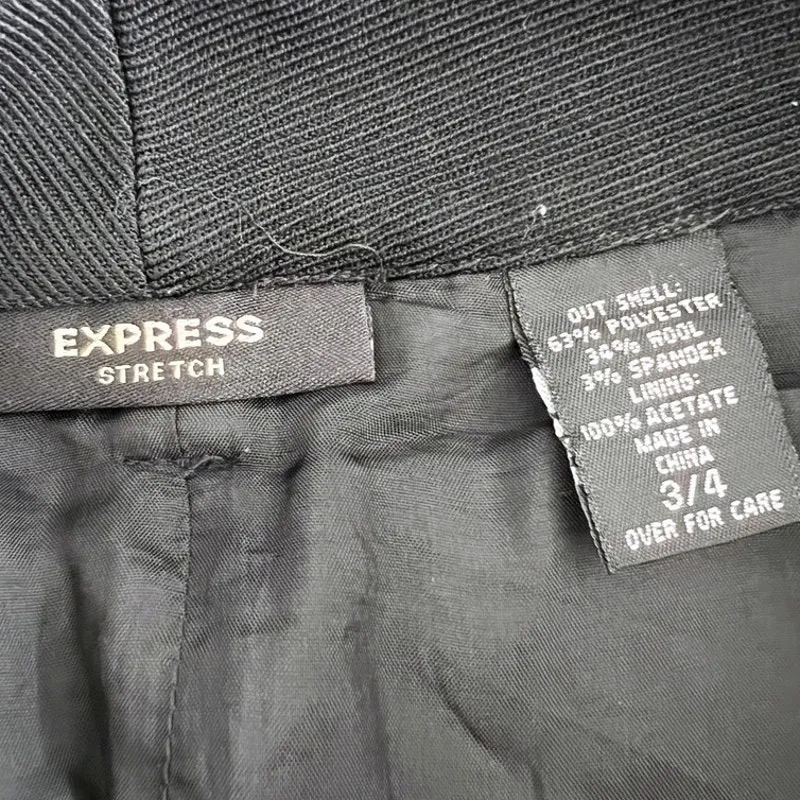 EXPRESS
STRETCH
OUT SHELL:
63% POLYESTER
34% WOOL
3% SPANDEX
LINING:
100% ACETATE
MADE IN
CHINA
3/4
OVER FOR CARE